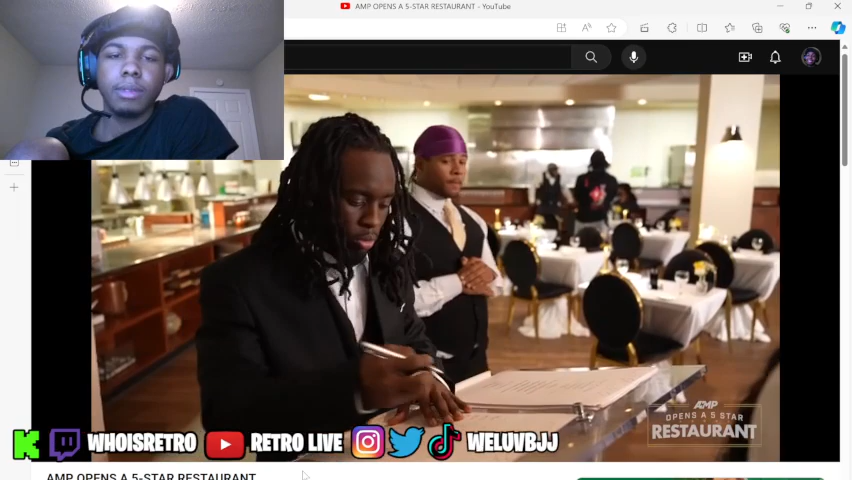 AMP OPENS A 5-STAR RESTAURANT - YouTube
AMP
OPENS A 5 STAR
RESTAURANT
WHOISRETRO RETRO LIVE WELUVBJJ
AMP OPENS A 5-STAR RESTAURANT